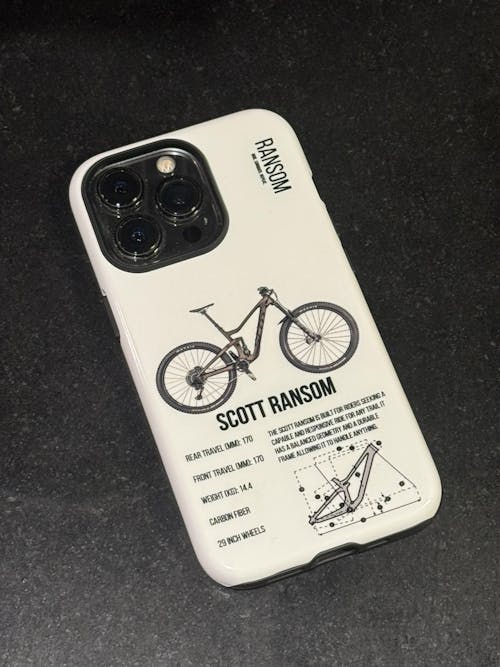 RANSOM
SCOTT RANSOM
REAR TRAVEL (MM): 170
FRONT TRAVEL (MM): 170
WEIGHT (KG): 14.4
CARBON FIBER
29 INCH WHEELS
THE SCOTT RANSOM IS BUILT FOR RIDERS SEEKING A
CAPABLE AND RESPONSIVE RIDE FOR ANY TRAIL. IT
HAS A BALANCED GEOMETRY AND A DURABLE
FRAME ALLOWING IT TO HANDLE ANYTHING.